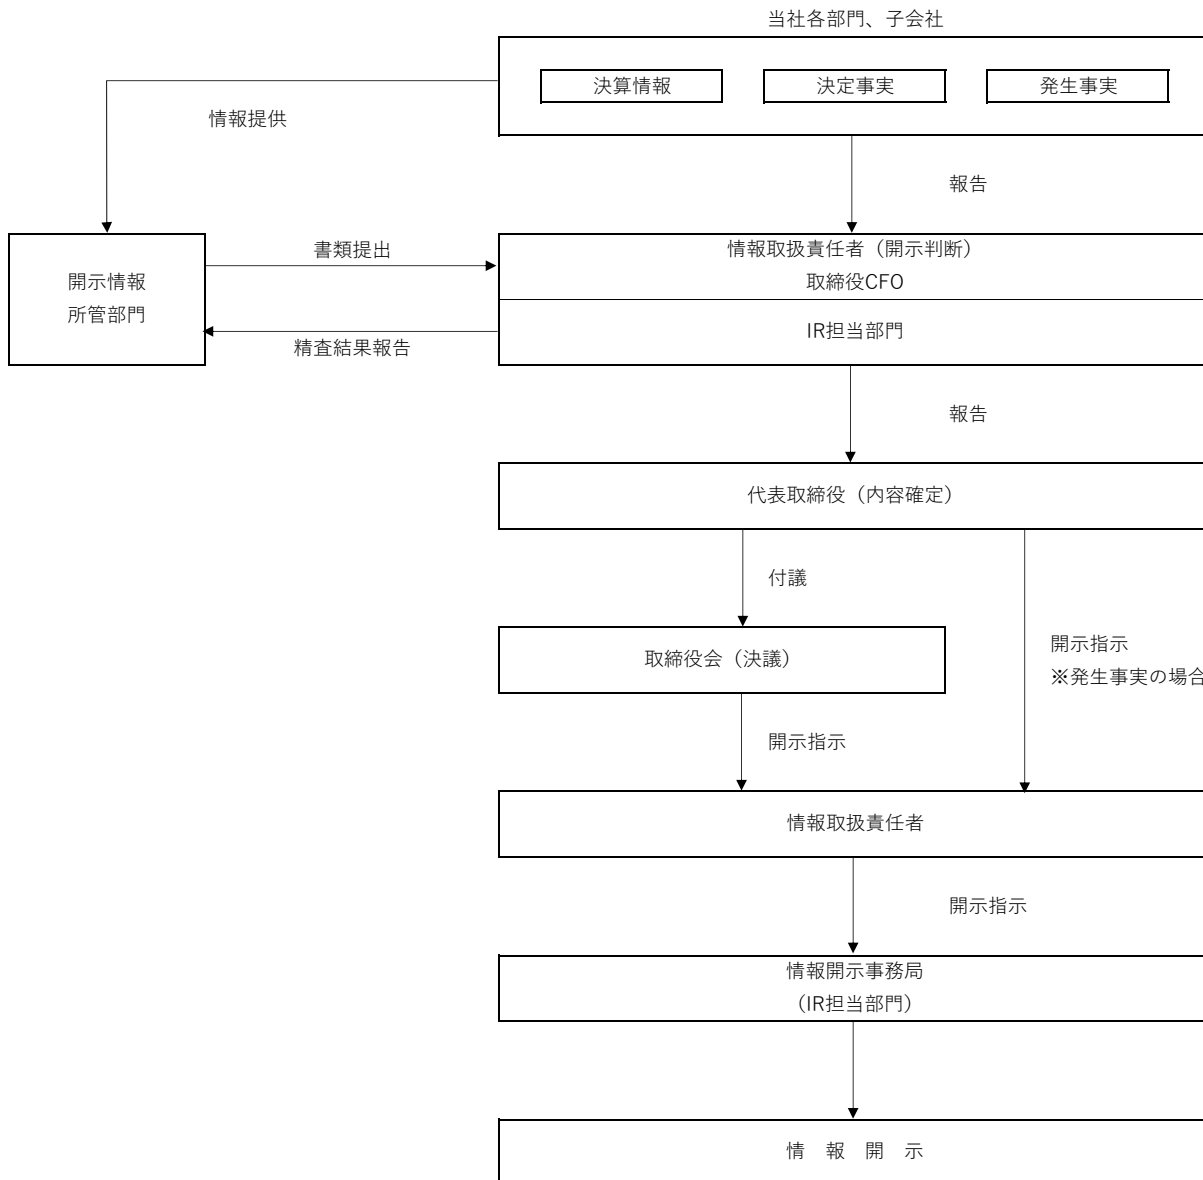 当社各部門、子会社
決算情報
決定事実
発生事実
情報提供
報告
書類提出
開示情報
所管部門
情報取扱責任者（開示判断）
取締役CFO
IR担当部門
精査結果報告
報告
代表取締役（内容確定）
付議
取締役会（決議）
開示指示
※発生事実の場合
開示指示
情報取扱責任者
開示指示
情報開示事務局
（IR担当部門）
情　報　開　示